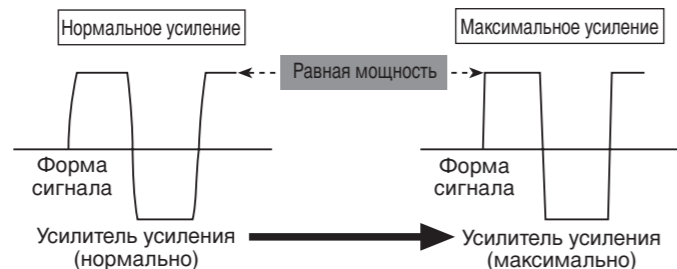 Нормальное усиление
Максимальное усиление
Равная мощность
Форма
сигнала
Форма
сигнала
Усилитель усиления
(нормально)
Усилитель усиления
(максимально)